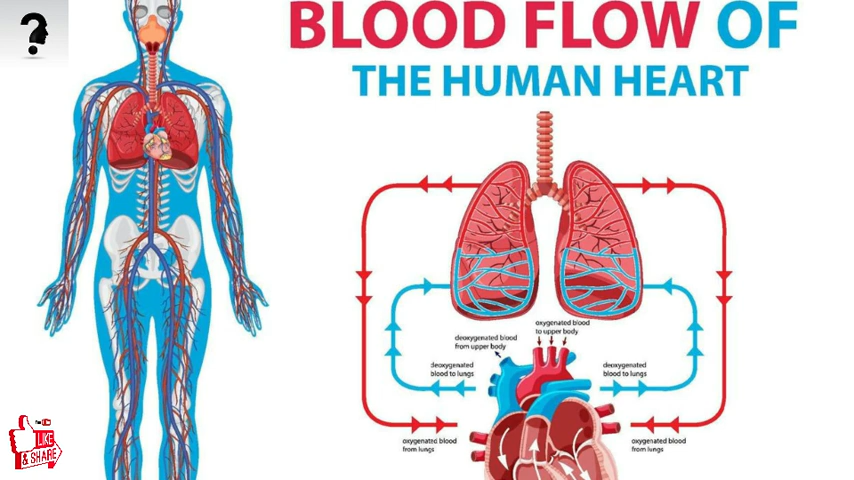 ?
BLOOD FLOW OF
THE HUMAN HEART
deoxygenated blood
from upper body
oxygenated blood
to upper body
deoxygenated
blood to lungs
deoxygenated
blood to lungs
oxygenated blood
from lungs
oxygenated blood
from lungs
LIKE
& SHARE